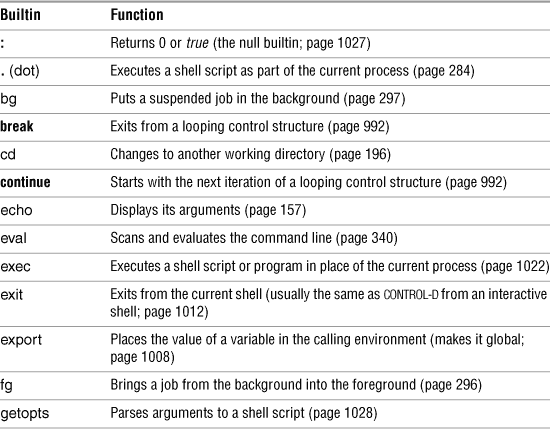 Builtin Function
: Returns 0 or true (the null builtin; page 1027)
. (dot) Executes a shell script as part of the current process (page 284)
bg Puts a suspended job in the background (page 297)
break Exits from a looping control structure (page 992)
cd Changes to another working directory (page 196)
continue Starts with the next iteration of a looping control structure (page 992)
echo Displays its arguments (page 157)
eval Scans and evaluates the command line (page 340)
exec Executes a shell script or program in place of the current process (page 1022)
exit Exits from the current shell (usually the same as CONTROL-D from an interactive
shell; page 1012)
export Places the value of a variable in the calling environment (makes it global;
page 1008)
fg Brings a job from the background into the foreground (page 296)
getopts Parses arguments to a shell script (page 1028)